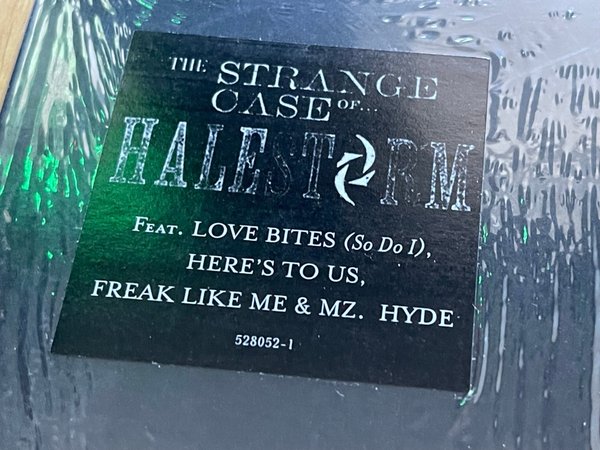 THE STRANGE
CASE OF...
HALESTORM
FEAT. LOVE BITES (So Do I),
HERE'S TO US,
FREAK LIKE ME & MZ. HYDE
528052-1